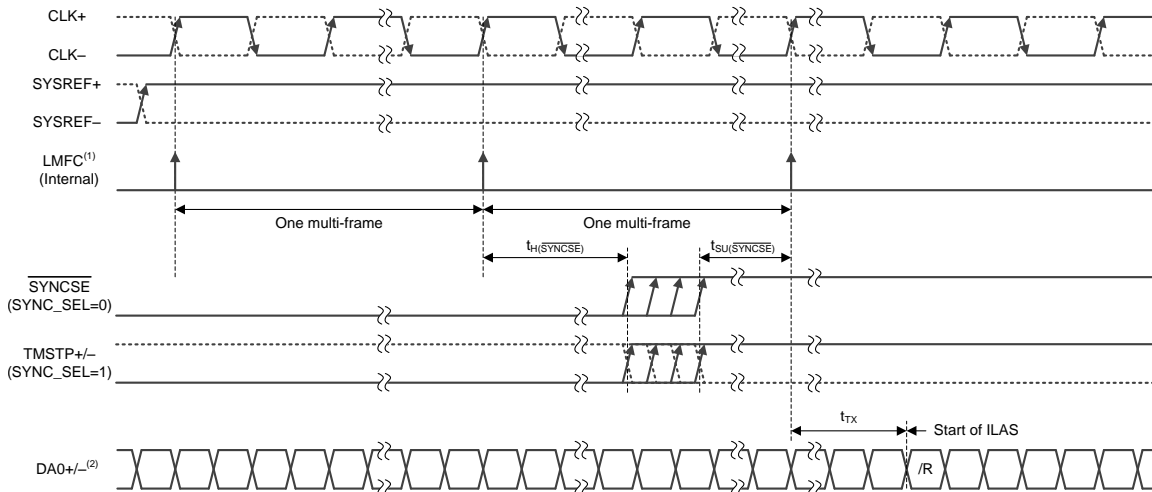 CLK+
CLK–
SYSREF+
SYSREF–
LMFC(1)
(Internal)
One multi-frame
One multi-frame
tH(SYNCSE)
tSU(SYNCSE)
SYNCSE
(SYNC_SEL=0)
TMSTP+/–
(SYNC_SEL=1)
tTX
Start of ILAS
DA0+/–(2)
/R